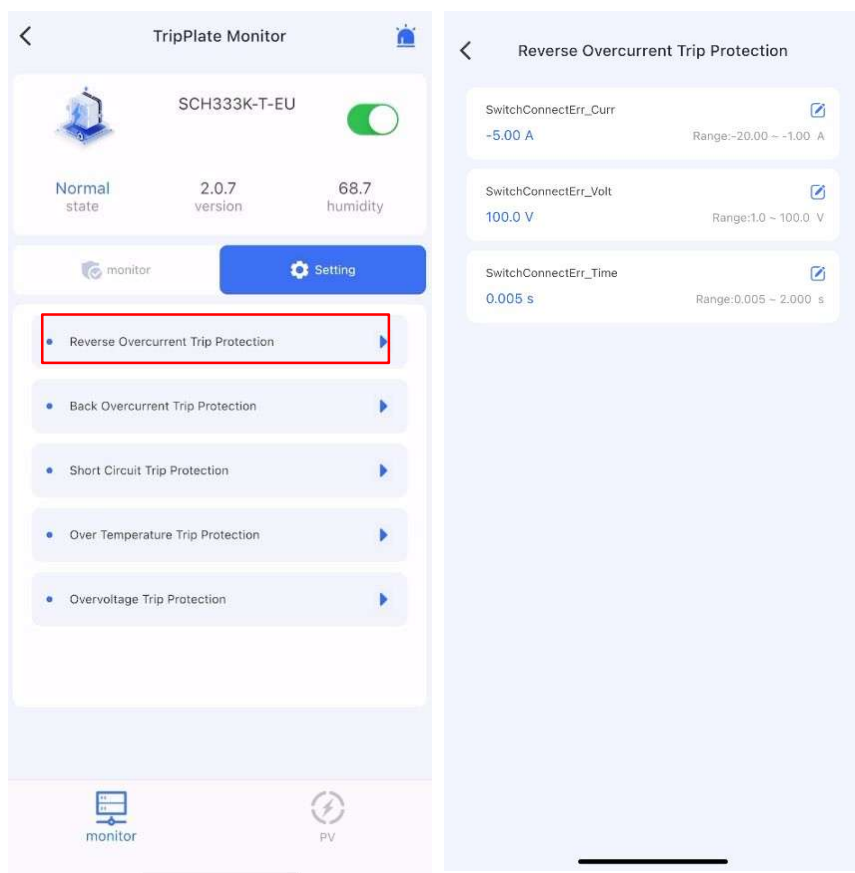 TripPlate Monitor
SCH333K-T-EU
Normal
state
2.0.7
version
68.7
humidity
monitor
Setting
Reverse Overcurrent Trip Protection
Back Overcurrent Trip Protection
Short Circuit Trip Protection
Over Temperature Trip Protection
Overvoltage Trip Protection
monitor
PV
Reverse Overcurrent Trip Protection
SwitchConnectErr_Curr
-5.00 A
Range:-20.00 ~ -1.00 A
SwitchConnectErr_Volt
100.0 V
Range:1.0 ~ 100.0 V
SwitchConnectErr_Time
0.005 s
Range:0.005 ~ 2.000 s